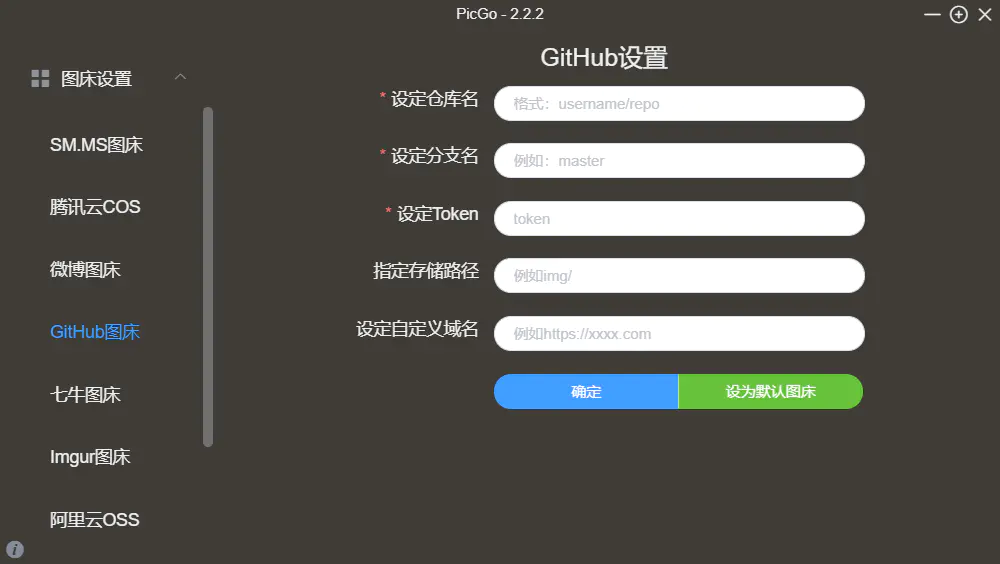 PicGo - 2.2.2
图床设置
SM.MS图床
腾讯云COS
微博图床
GitHub图床
七牛图床
Imgur图床
阿里云OSS
i
GitHub设置
* 设定仓库名
格式：username/repo
* 设定分支名
例如：master
* 设定Token
token
指定存储路径
例如img/
设定自定义域名
例如https://xxxx.com
确定
设为默认图床